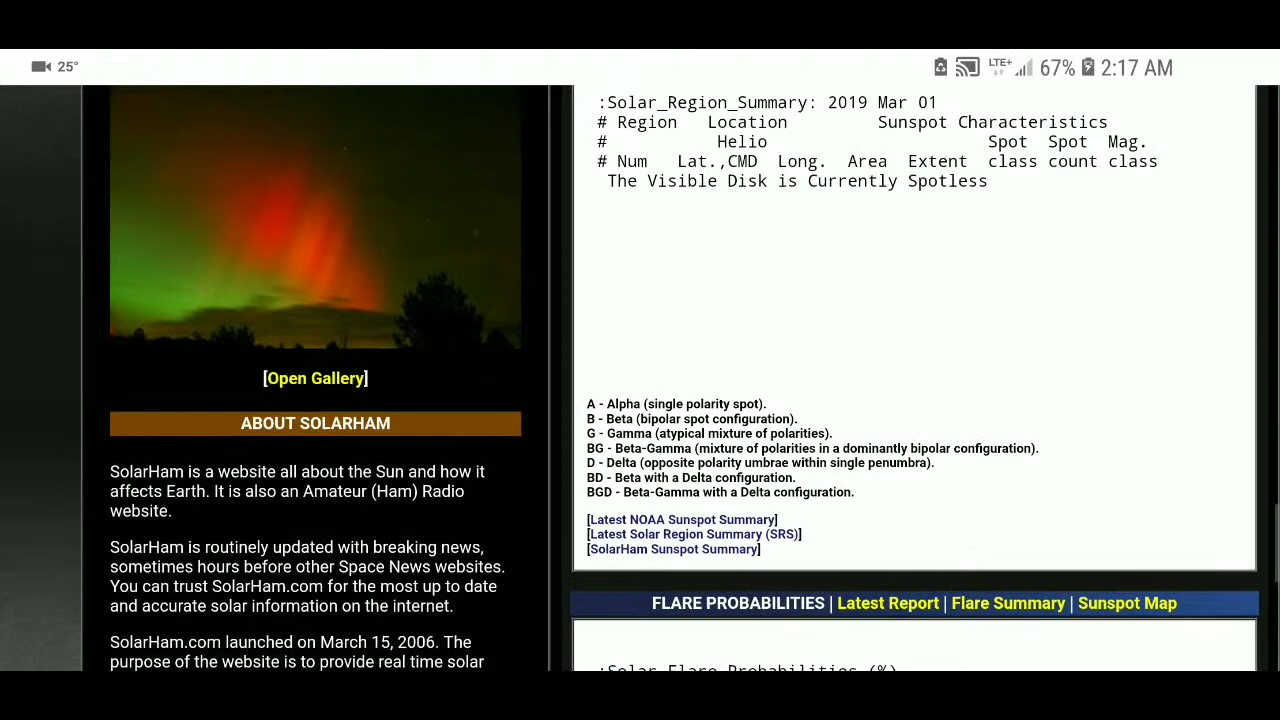 25°
LTE+ 67% 2:17 AM
[Open Gallery]
ABOUT SOLARHAM
SolarHam is a website all about the Sun and how it
affects Earth. It is also an Amateur (Ham) Radio
website.
SolarHam is routinely updated with breaking news,
sometimes hours before other Space News websites.
You can trust SolarHam.com for the most up to date
and accurate solar information on the internet.
SolarHam.com launched on March 15, 2006. The
purpose of the website is to provide real time solar
:Solar_Region_Summary: 2019 Mar 01
# Region Location Sunspot Characteristics
# Helio Spot Spot Mag.
# Num Lat.,CMD Long. Area Extent class count class
The Visible Disk is Currently Spotless
A - Alpha (single polarity spot).
B - Beta (bipolar spot configuration).
G - Gamma (atypical mixture of polarities).
BG - Beta-Gamma (mixture of polarities in a dominantly bipolar configuration).
D - Delta (opposite polarity umbrae within single penumbra).
BD - Beta with a Delta configuration.
BGD - Beta-Gamma with a Delta configuration.
[Latest NOAA Sunspot Summary]
[Latest Solar Region Summary (SRS)]
[SolarHam Sunspot Summary]
FLARE PROBABILITIES | Latest Report | Flare Summary | Sunspot Map
:Solar_Flare_Probabilities (%)